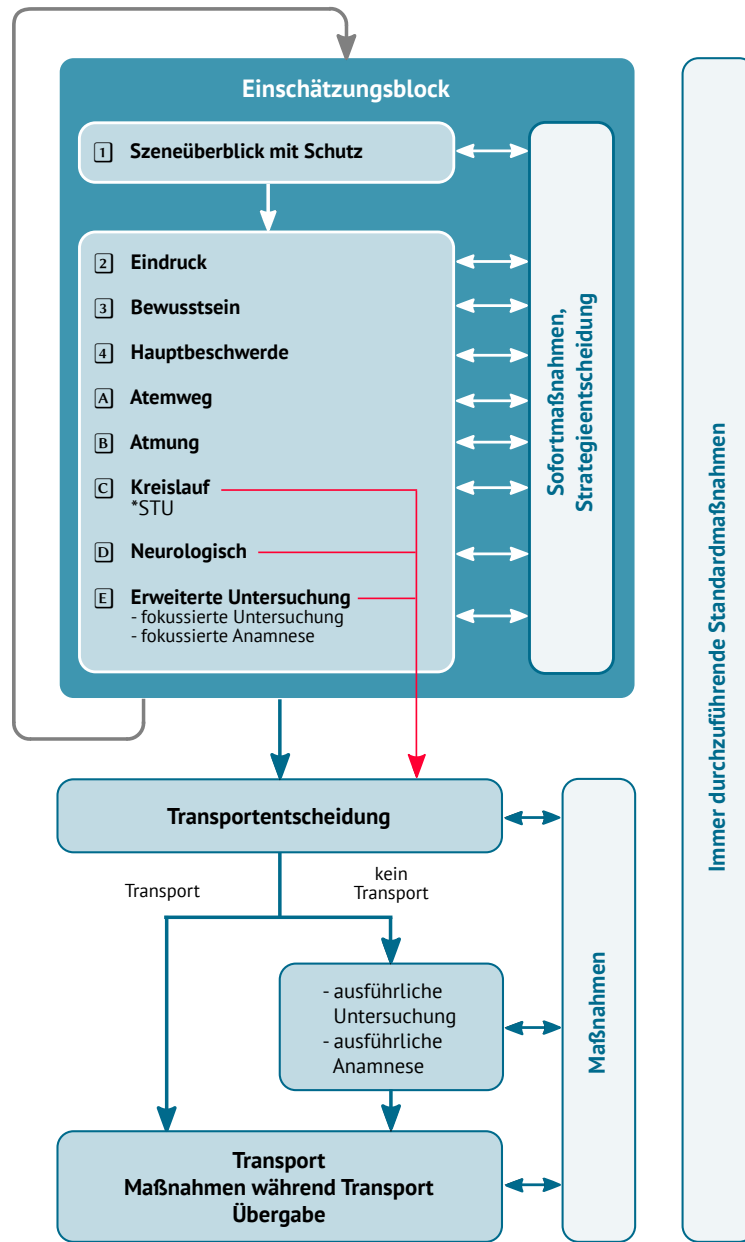 Einschätzungsblock
1 Szeneüberblick mit Schutz
2 Eindruck
3 Bewusstsein
4 Hauptbeschwerde
A Atemweg
B Atmung
C Kreislauf
*STU
D Neurologisch
E Erweiterte Untersuchung
- fokussierte Untersuchung
- fokussierte Anamnese
Sofortmaßnahmen,
Strategieentscheidung
Transportentscheidung
Transport
kein
Transport
- ausführliche
Untersuchung
- ausführliche
Anamnese
Transport
Maßnahmen während Transport
Übergabe
Maßnahmen
Immer durchzuführende Standardmaßnahmen